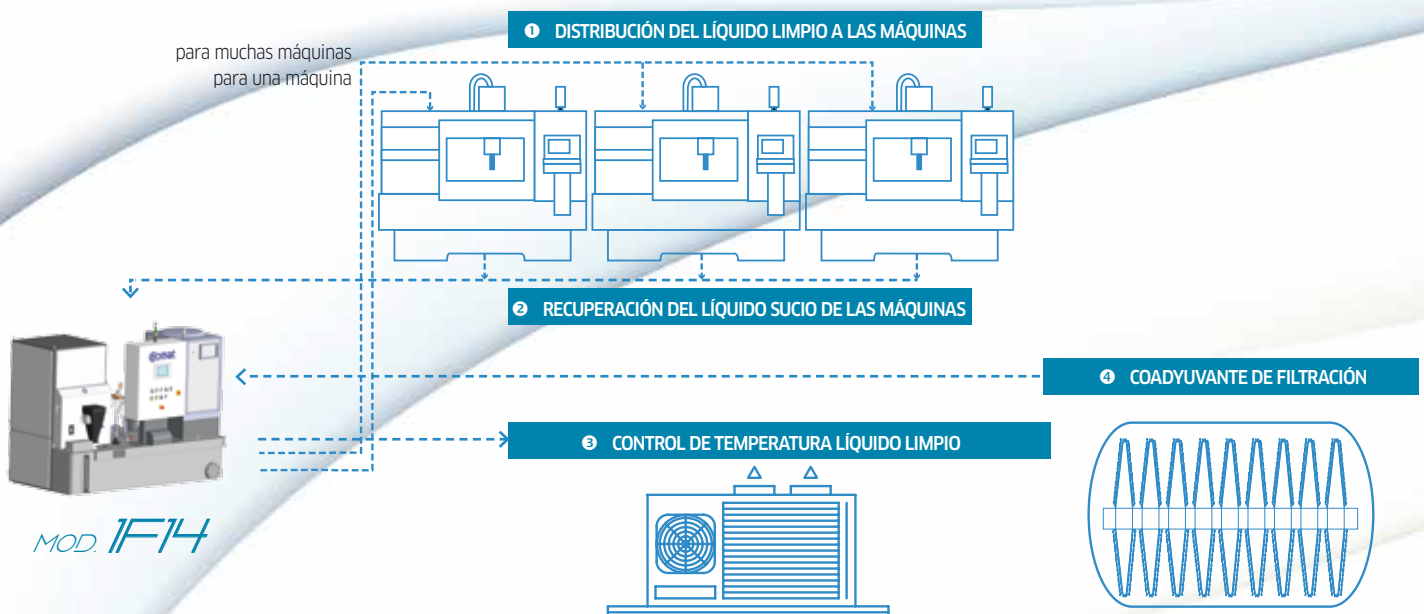 ❶ DISTRIBUCIÓN DEL LÍQUIDO LIMPIO A LAS MÁQUINAS
para muchas máquinas
para una máquina
❷ RECUPERACIÓN DEL LÍQUIDO SUCIO DE LAS MÁQUINAS
comat
❹ COADYUVANTE DE FILTRACIÓN
❸ CONTROL DE TEMPERATURA LÍQUIDO LIMPIO
MOD. 1F14